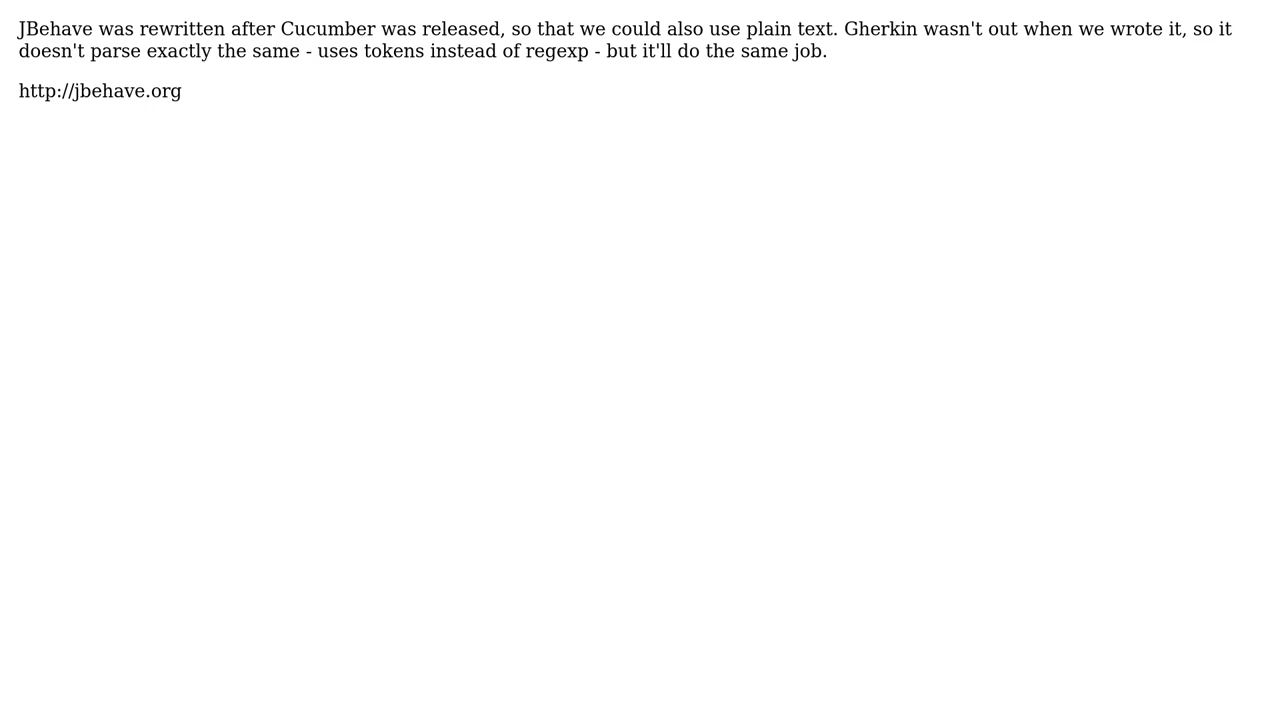 JBehave was rewritten after Cucumber was released, so that we could also use plain text. Gherkin wasn't out when we wrote it, so it
doesn't parse exactly the same - uses tokens instead of regexp - but it'll do the same job.
http://jbehave.org